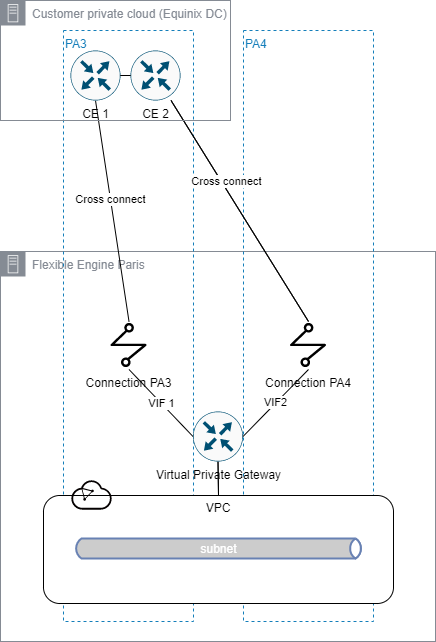 Customer private cloud (Equinix DC)
PA3
PA4
CE 1
CE 2
Cross connect
Cross connect
Flexible Engine Paris
Connection PA3
Connection PA4
VIF 1
VIF2
Virtual Private Gateway
VPC
subnet